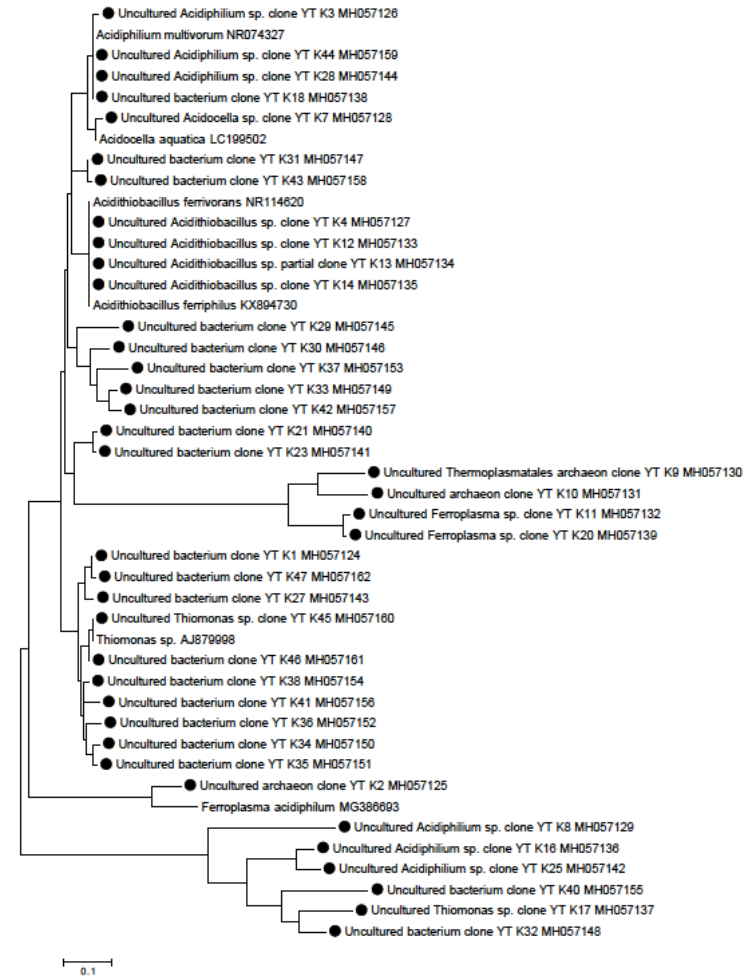 Uncultured Acidiphilium sp. clone YT K3 MH057126
Acidiphilium multivorum NR074327
Uncultured Acidiphilium sp. clone YT K44 MH057159
Uncultured Acidiphilium sp. clone YT K28 MH057144
Uncultured bacterium clone YT K18 MH057138
Uncultured Acidocella sp. clone YT K7 MH057128
Acidocella aquatica LC199502
Uncultured bacterium clone YT K31 MH057147
Uncultured bacterium clone YT K43 MH057158
Acidithiobacillus ferrivorans NR114620
Uncultured Acidithiobacillus sp. clone YT K4 MH057127
Uncultured Acidithiobacillus sp. clone YT K12 MH057133
Uncultured Acidithiobacillus sp. partial clone YT K13 MH057134
Uncultured Acidithiobacillus sp. clone YT K14 MH057135
Acidithiobacillus ferriphilus KX894730
Uncultured bacterium clone YT K29 MH057145
Uncultured bacterium clone YT K30 MH057146
Uncultured bacterium clone YT K37 MH057153
Uncultured bacterium clone YT K33 MH057149
Uncultured bacterium clone YT K42 MH057157
Uncultured bacterium clone YT K21 MH057140
Uncultured bacterium clone YT K23 MH057141
Uncultured Thermoplasmatales archaeon clone YT K9 MH057130
Uncultured archaeon clone YT K10 MH057131
Uncultured Ferroplasma sp. clone YT K11 MH057132
Uncultured Ferroplasma sp. clone YT K20 MH057139
Uncultured bacterium clone YT K1 MH057124
Uncultured bacterium clone YT K47 MH057162
Uncultured bacterium clone YT K27 MH057143
Uncultured Thiomonas sp. clone YT K45 MH057160
Thiomonas sp. AJ879998
Uncultured bacterium clone YT K46 MH057161
Uncultured bacterium clone YT K38 MH057154
Uncultured bacterium clone YT K41 MH057156
Uncultured bacterium clone YT K36 MH057152
Uncultured bacterium clone YT K34 MH057150
Uncultured bacterium clone YT K35 MH057151
Uncultured archaeon clone YT K2 MH057125
Ferroplasma acidiphilum MG386693
Uncultured Acidiphilium sp. clone YT K8 MH057129
Uncultured Acidiphilium sp. clone YT K16 MH057136
Uncultured Acidiphilium sp. clone YT K25 MH057142
Uncultured bacterium clone YT K40 MH057155
Uncultured Thiomonas sp. clone YT K17 MH057137
Uncultured bacterium clone YT K32 MH057148
0.1